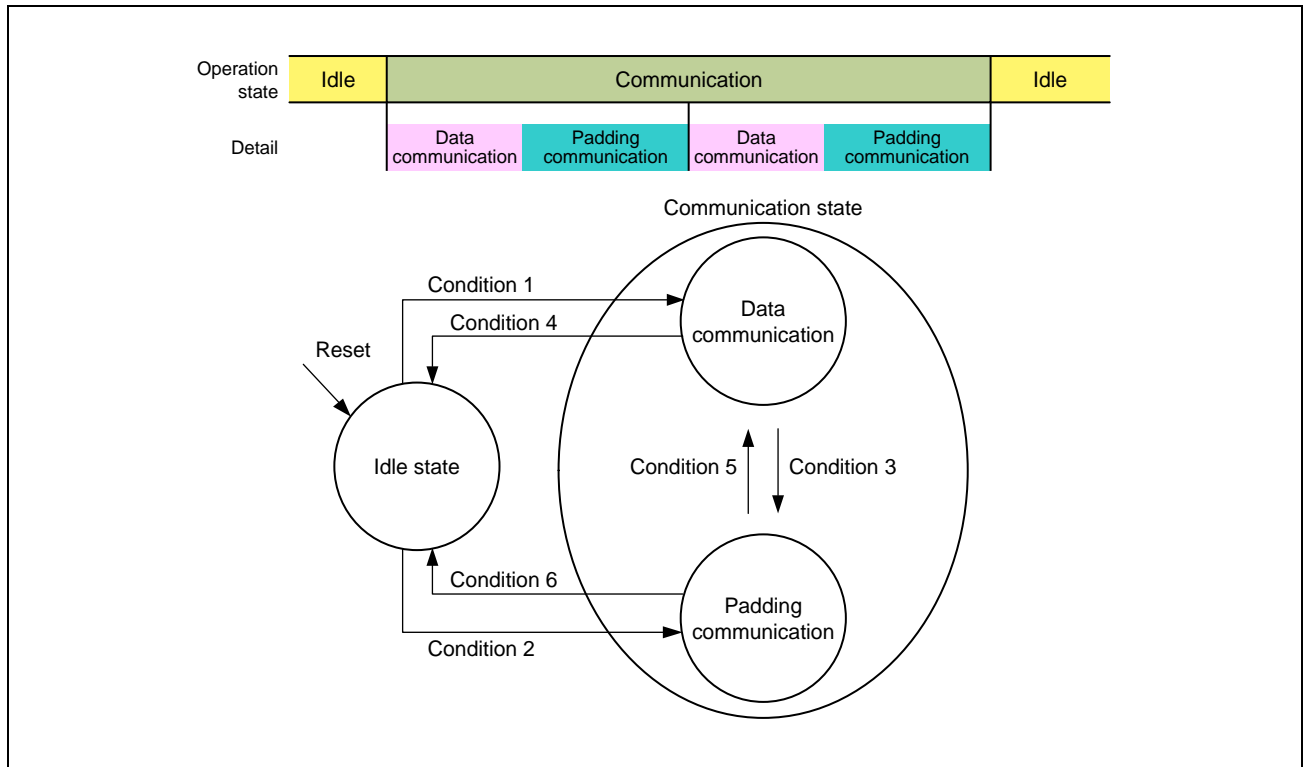 Operation
state
Idle
Communication
Idle
Detail
Data
communication
Padding
communication
Data
communication
Padding
communication
Communication state
Condition 1
Data
communication
Condition 4
Reset
Idle state
Condition 5
Condition 3
Condition 6
Padding
communication
Condition 2